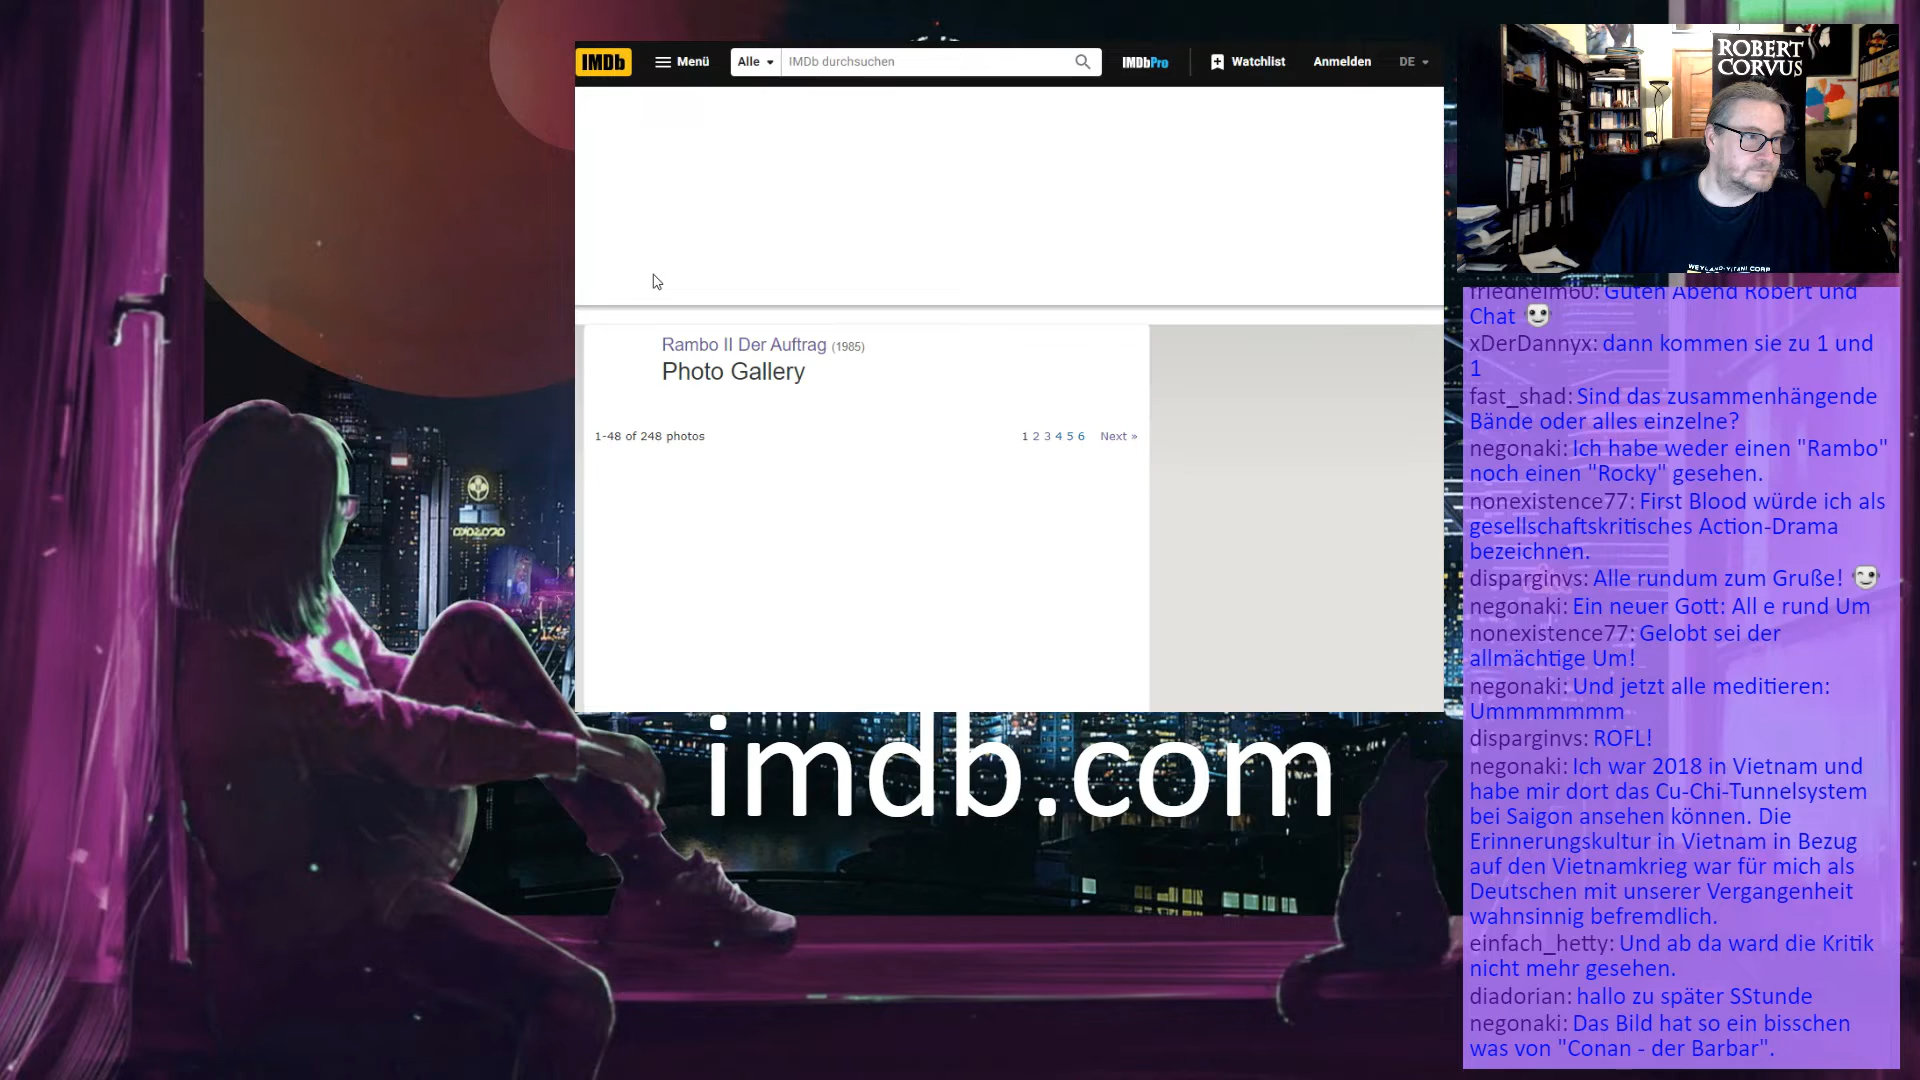 IMDb
Menü
Alle
IMDb durchsuchen
IMDbPro
Watchlist
Anmelden
DE
Rambo II Der Auftrag (1985)
Photo Gallery
1-48 of 248 photos
1 2 3 4 5 6 Next »
imdb.com
ROBERT
CORVUS
WEYLAND-YUTANI CORP
friedhelm60: Guten Abend Robert und
Chat
xDerDannyx: dann kommen sie zu 1 und
1
fast_shad: Sind das zusammenhängende
Bände oder alles einzelne?
negonaki: Ich habe weder einen "Rambo"
noch einen "Rocky" gesehen.
nonexistence77: First Blood würde ich als
gesellschaftskritisches Action-Drama
bezeichnen.
disparginvs: Alle rundum zum Gruße!
negonaki: Ein neuer Gott: All e rund Um
nonexistence77: Gelobt sei der
allmächtige Um!
negonaki: Und jetzt alle meditieren:
Ummmmmmm
disparginvs: ROFL!
negonaki: Ich war 2018 in Vietnam und
habe mir dort das Cu-Chi-Tunnelsystem
bei Saigon ansehen können. Die
Erinnerungskultur in Vietnam in Bezug
auf den Vietnamkrieg war für mich als
Deutschen mit unserer Vergangenheit
wahnsinnig befremdlich.
einfach_hetty: Und ab da ward die Kritik
nicht mehr gesehen.
diadorian: hallo zu später SStunde
negonaki: Das Bild hat so ein bisschen
was von "Conan - der Barbar".